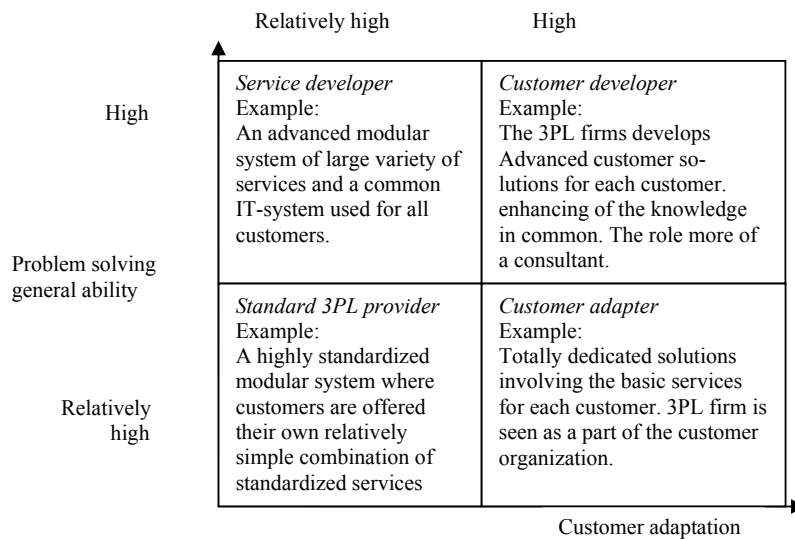 Relatively high
High
High
Service developer
Example:
An advanced modular
system of large variety of
services and a common
IT-system used for all
customers.
Customer developer
Example:
The 3PL firms develops
Advanced customer so-
lutions for each customer.
enhancing of the knowledge
in common. The role more of
a consultant.
Problem solving
general ability
Relatively
high
Standard 3PL provider
Example:
A highly standardized
modular system where
customers are offered
their own relatively
simple combination of
standardized services
Customer adapter
Example:
Totally dedicated solutions
involving the basic services
for each customer. 3PL firm is
seen as a part of the customer
organization.
Customer adaptation